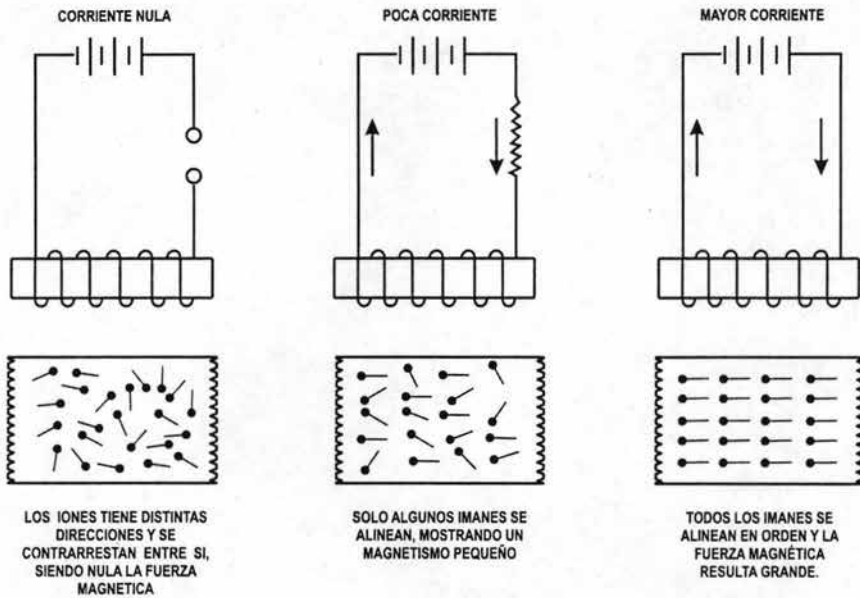 CORRIENTE NULA
POCA CORRIENTE
MAYOR CORRIENTE
LOS IONES TIENE DISTINTAS
DIRECCIONES Y SE
CONTRARRESTAN ENTRE SI,
SIENDO NULA LA FUERZA
MAGNETICA
SOLO ALGUNOS IMANES SE
ALINEAN, MOSTRANDO UN
MAGNETISMO PEQUEÑO
TODOS LOS IMANES SE
ALINEAN EN ORDEN Y LA
FUERZA MAGNÉTICA
RESULTA GRANDE.